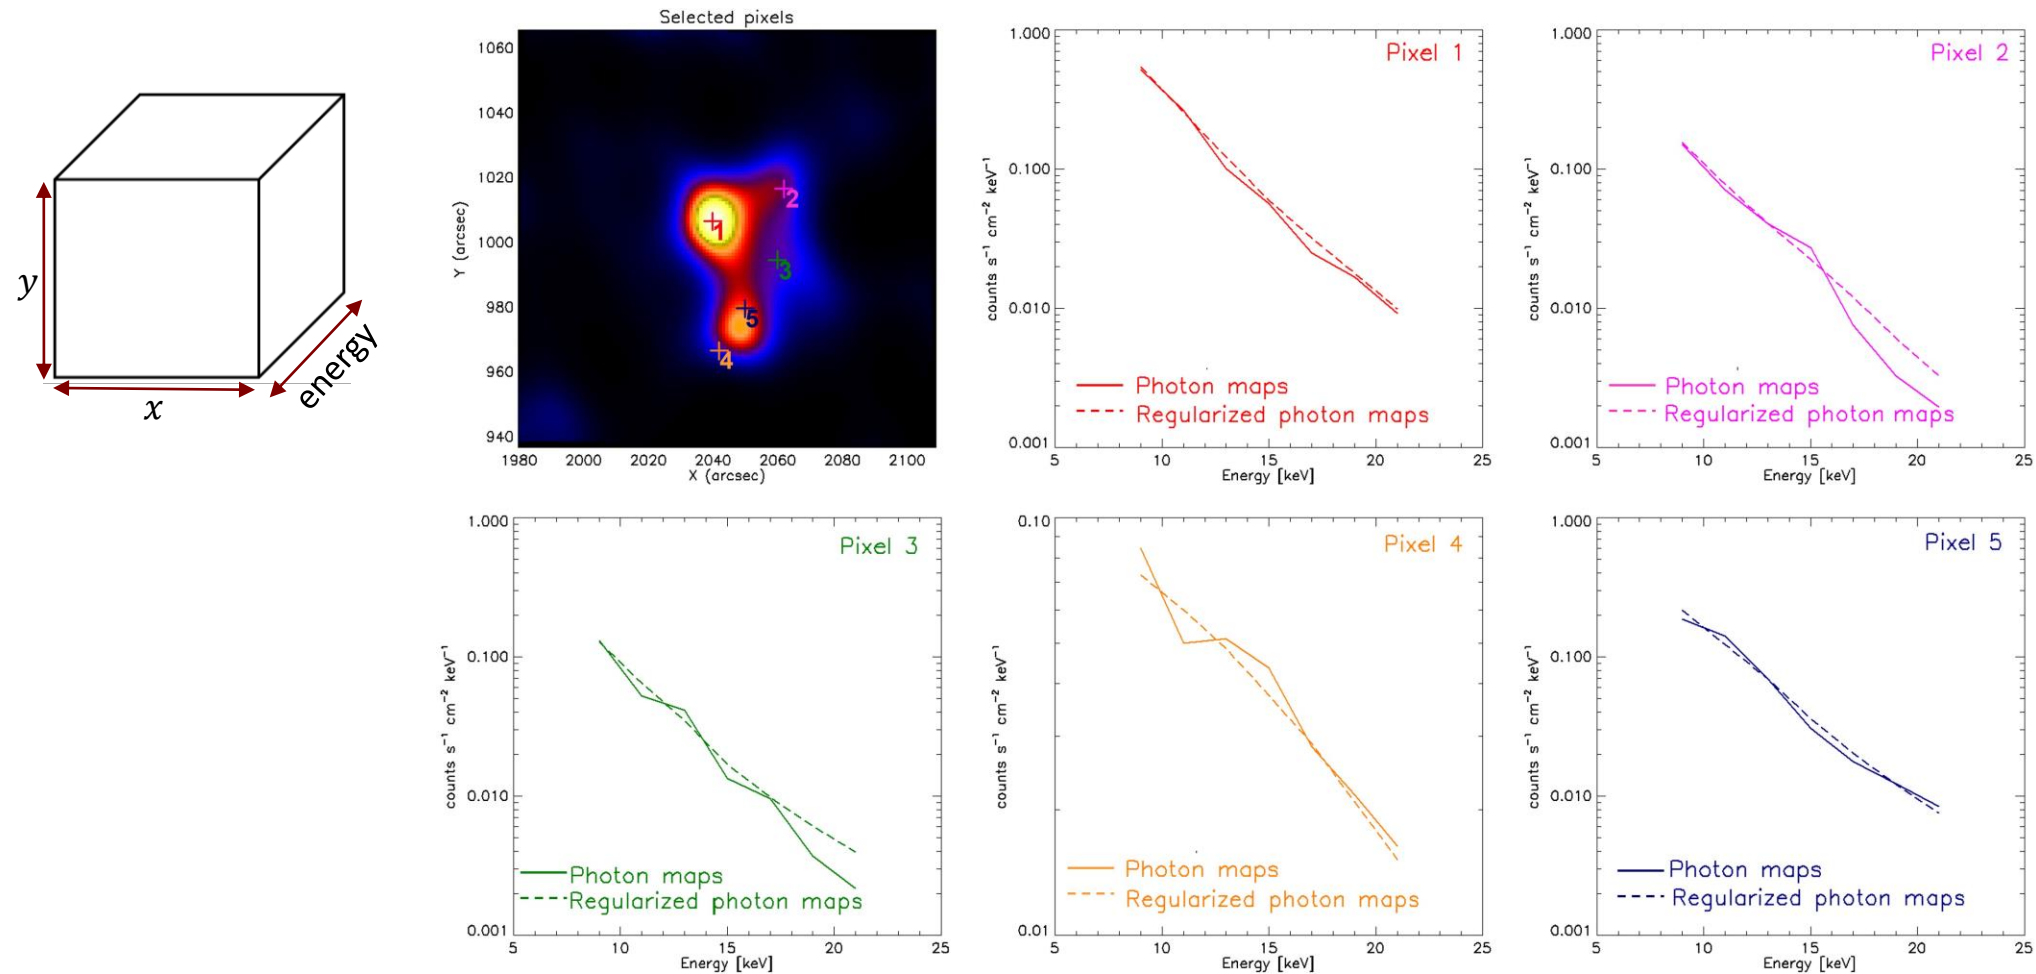 y
x
energy
Selected pixels
1060
1040
1020
1000
980
960
940
Y (arcsec)
1980 2000 2020 2040 2060 2080 2100
X (arcsec)
1
2
3
5
4
Pixel 1
1.000
0.100
0.010
0.001
counts s⁻¹ cm⁻² keV⁻¹
Photon maps
Regularized photon maps
5 10 15 20 25
Energy [keV]
Pixel 2
1.000
0.100
0.010
0.001
counts s⁻¹ cm⁻² keV⁻¹
Photon maps
Regularized photon maps
5 10 15 20 25
Energy [keV]
Pixel 3
1.000
0.100
0.010
0.001
counts s⁻¹ cm⁻² keV⁻¹
Photon maps
Regularized photon maps
5 10 15 20 25
Energy [keV]
Pixel 4
0.10
0.01
counts s⁻¹ cm⁻² keV⁻¹
Photon maps
Regularized photon maps
5 10 15 20 25
Energy [keV]
Pixel 5
1.000
0.100
0.010
0.001
counts s⁻¹ cm⁻² keV⁻¹
Photon maps
Regularized photon maps
5 10 15 20 25
Energy [keV]